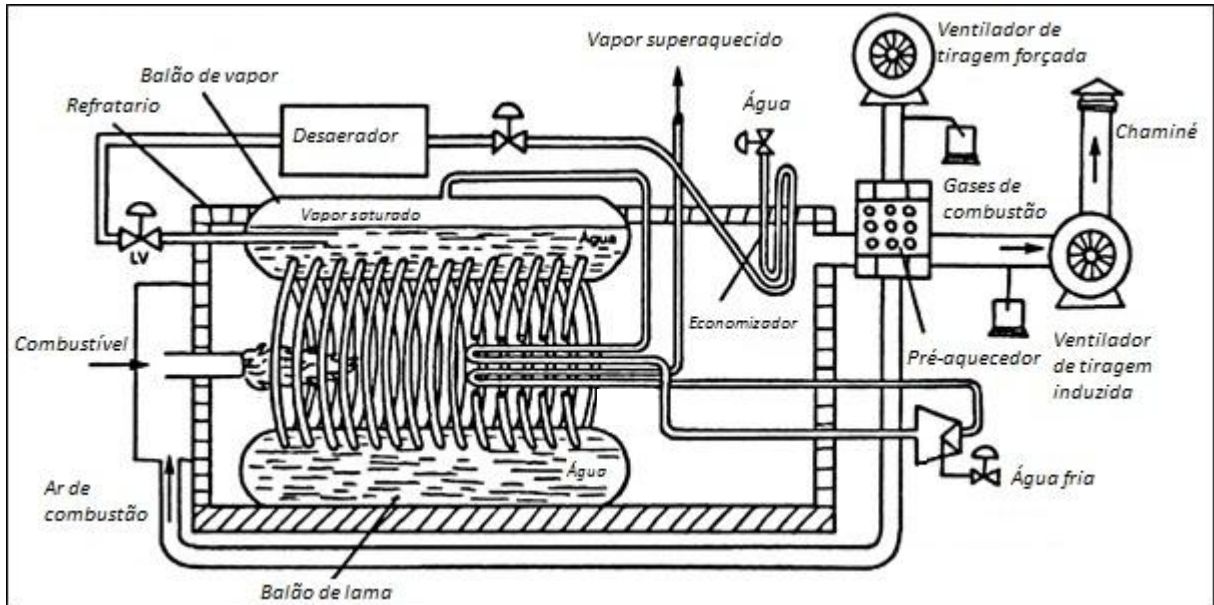 Vapor superaquecido
Ventilador de
tiragem forçada
Balão de vapor
Refratario
Desaerador
Água
Chaminé
Gases de
combustão
Vapor saturado
Água
LV
Economizador
Combustível
Pré-aquecedor
Ventilador
de tiragem
induzida
Água
Água fria
Ar de
combustão
Balão de lama